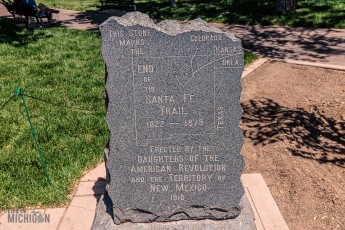 THIS STONE
MARKS
THE
COLORADO
KANSA
OKLA.
END
OF
THE
SANTA FE
TRAIL
1822 — 1879
TEXAS
ERECTED BY THE
DAUGHTERS OF THE
AMERICAN REVOLUTION
AND THE TERRITORY OF
NEW MEXICO
1910
MICHIGAN